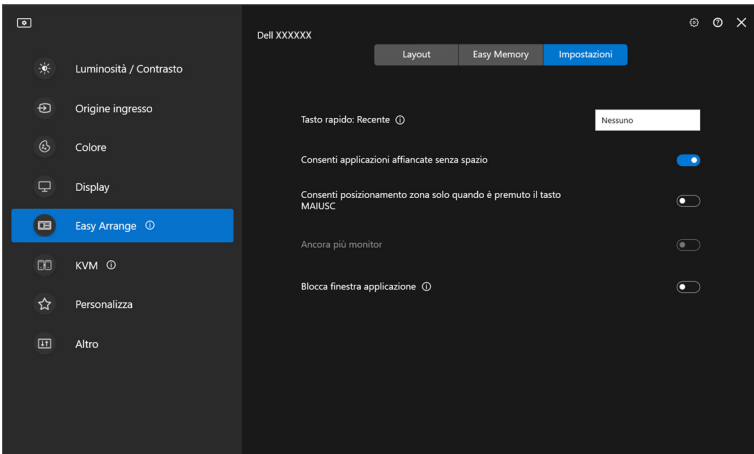 Dell XXXXXX
Layout
Easy Memory
Impostazioni
Luminosità / Contrasto
Origine ingresso
Colore
Display
Easy Arrange
KVM
Personalizza
Altro
Tasto rapido: Recente
Nessuno
Consenti applicazioni affiancate senza spazio
Consenti posizionamento zona solo quando è premuto il tasto
MAIUSC
Ancora più monitor
Blocca finestra applicazione